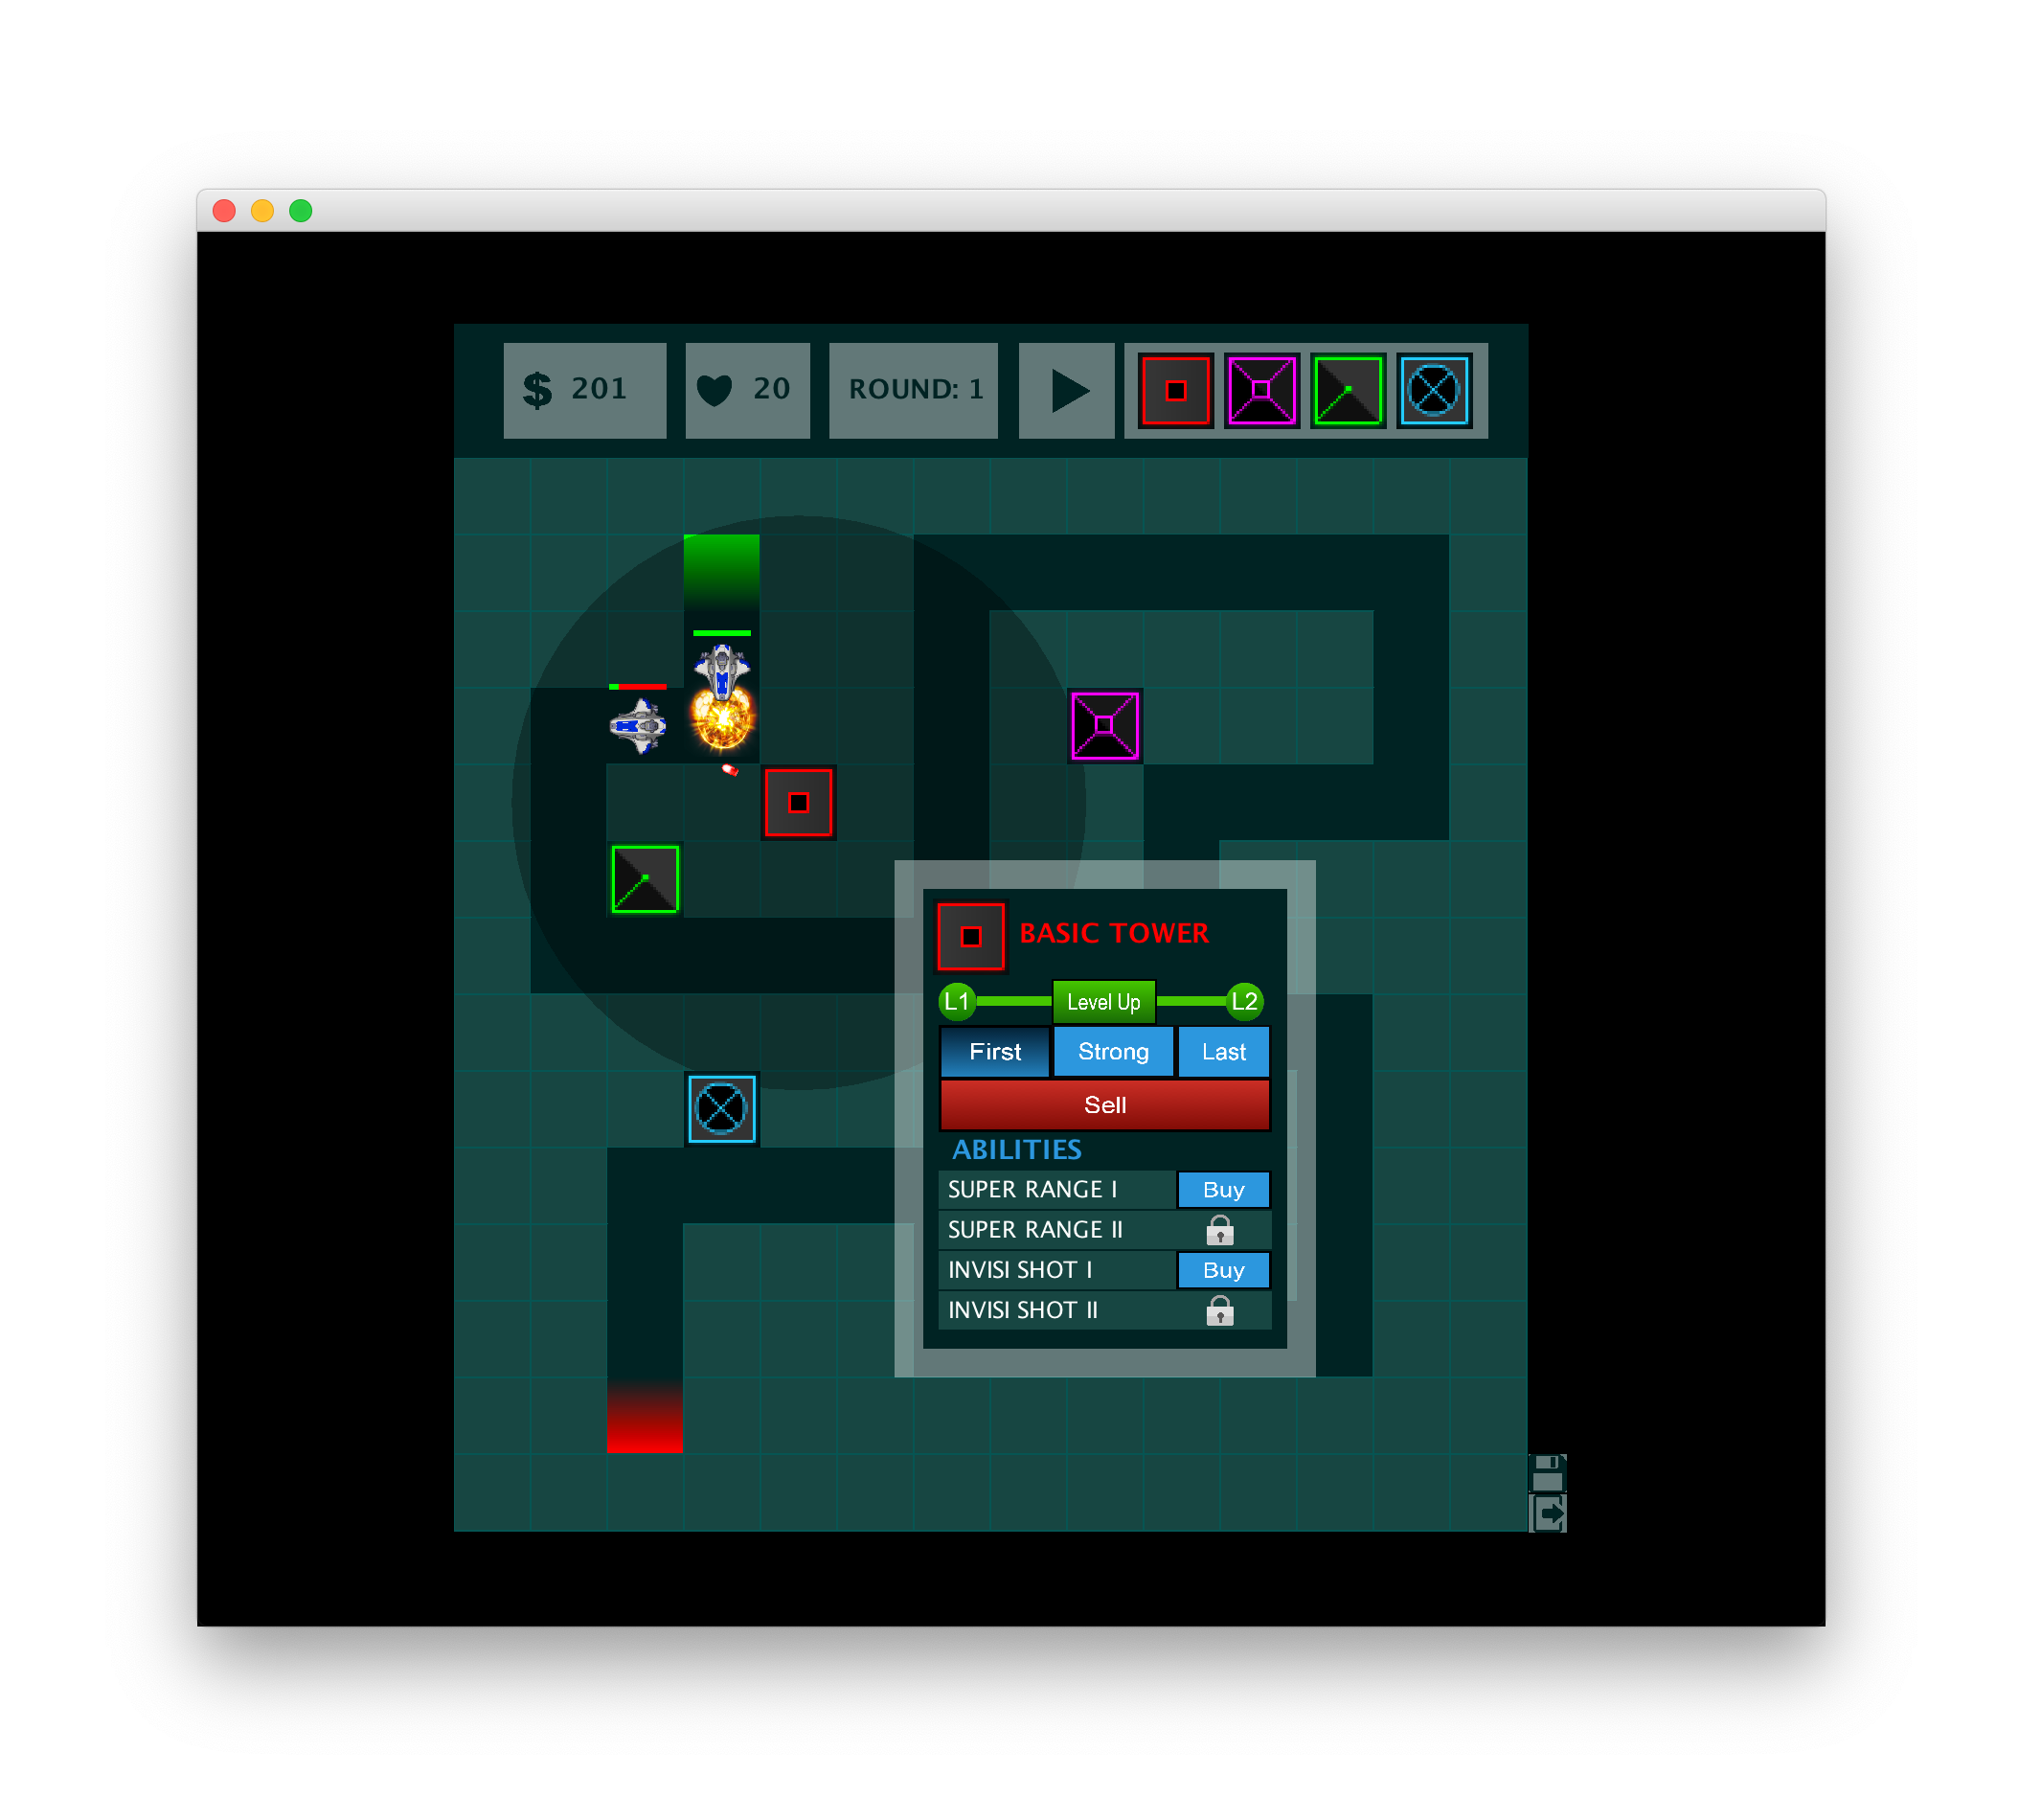 $ 201
20
ROUND: 1
BASIC TOWER
L1 Level Up L2
First Strong Last
Sell
ABILITIES
SUPER RANGE I Buy
SUPER RANGE II
INVISI SHOT I Buy
INVISI SHOT II